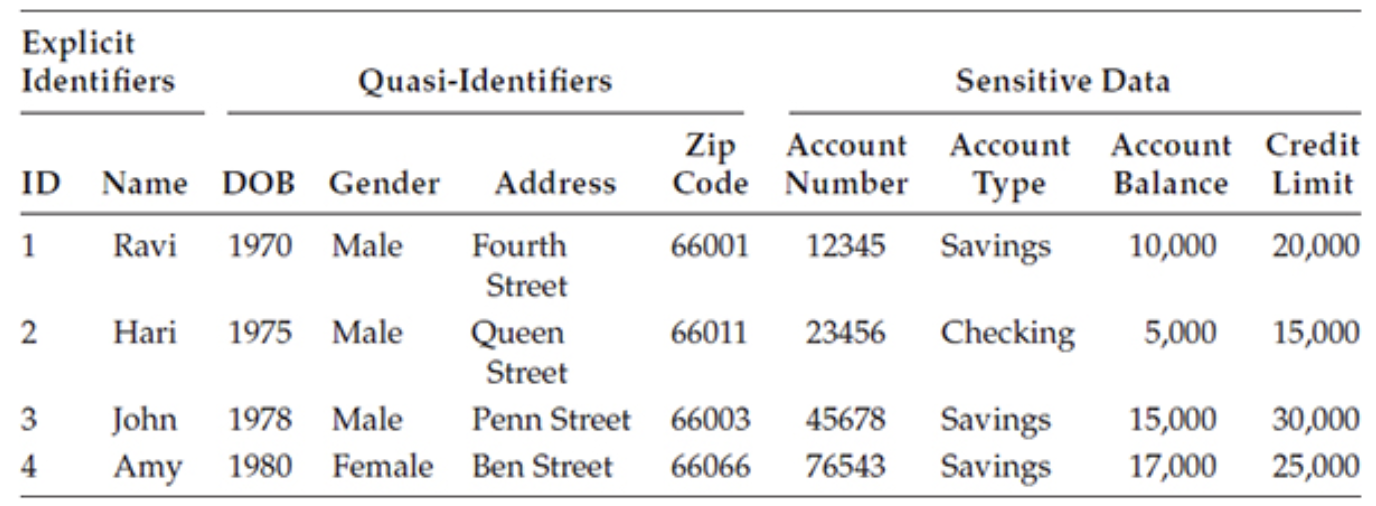 Explicit
Identifiers Quasi-Identifiers Sensitive Data
Zip Account Account Account Credit
ID Name DOB Gender Address Code Number Type Balance Limit
1 Ravi 1970 Male Fourth 66001 12345 Savings 10,000 20,000
Street
2 Hari 1975 Male Queen 66011 23456 Checking 5,000 15,000
Street
3 John 1978 Male Penn Street 66003 45678 Savings 15,000 30,000
4 Amy 1980 Female Ben Street 66066 76543 Savings 17,000 25,000